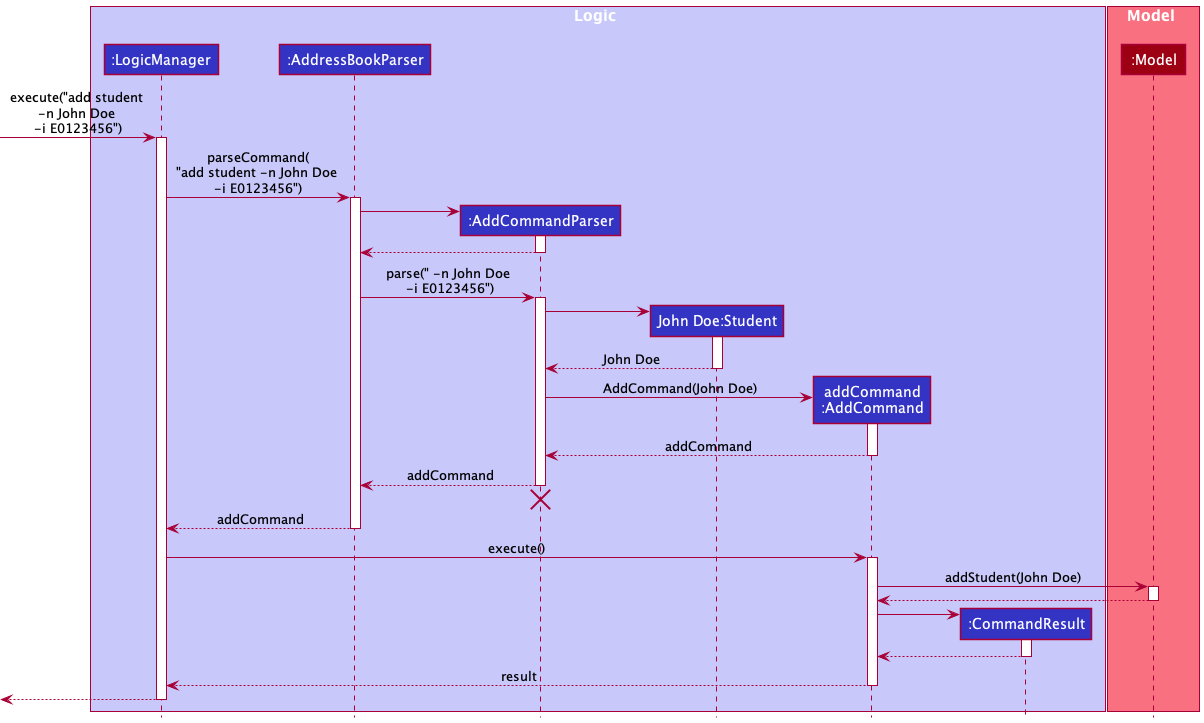 Logic
Model
:LogicManager
:AddressBookParser
:Model
execute("add student
-n John Doe
-i E0123456")
parseCommand(
"add student -n John Doe
-i E0123456")
:AddCommandParser
parse(" -n John Doe
-i E0123456")
John Doe:Student
John Doe
addCommand
:AddCommand
AddCommand(John Doe)
addCommand
addCommand
addCommand
execute()
addStudent(John Doe)
:CommandResult
result